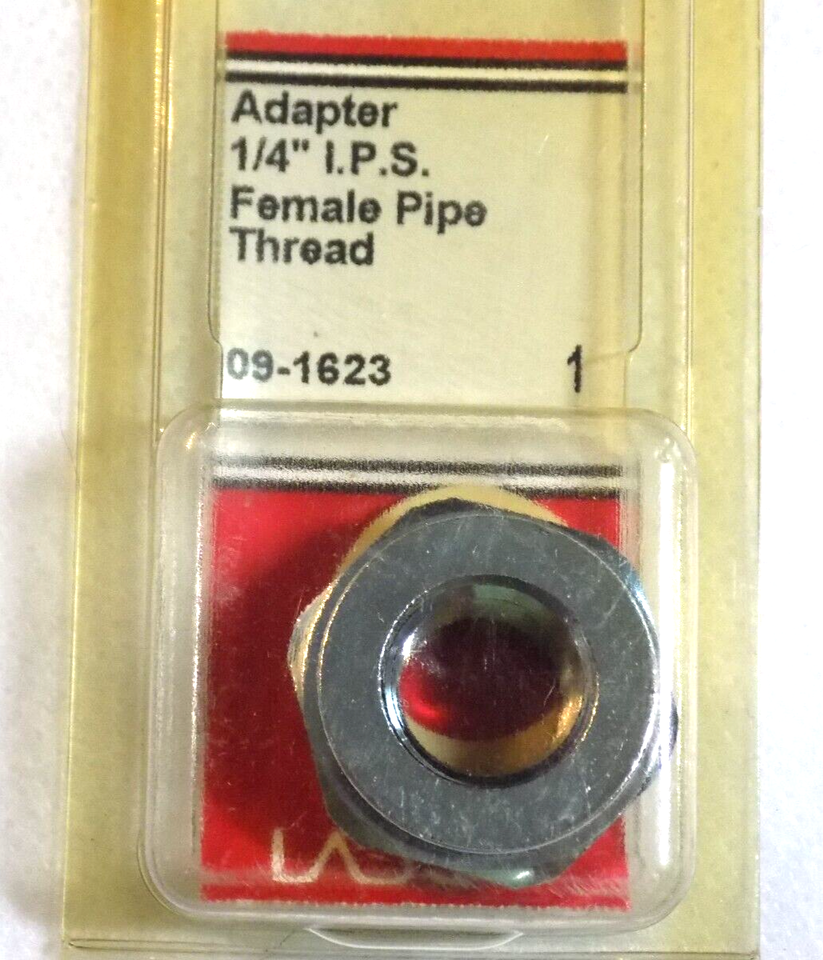 Adapter
1/4" I.P.S.
Female Pipe
Thread
09-1623 1